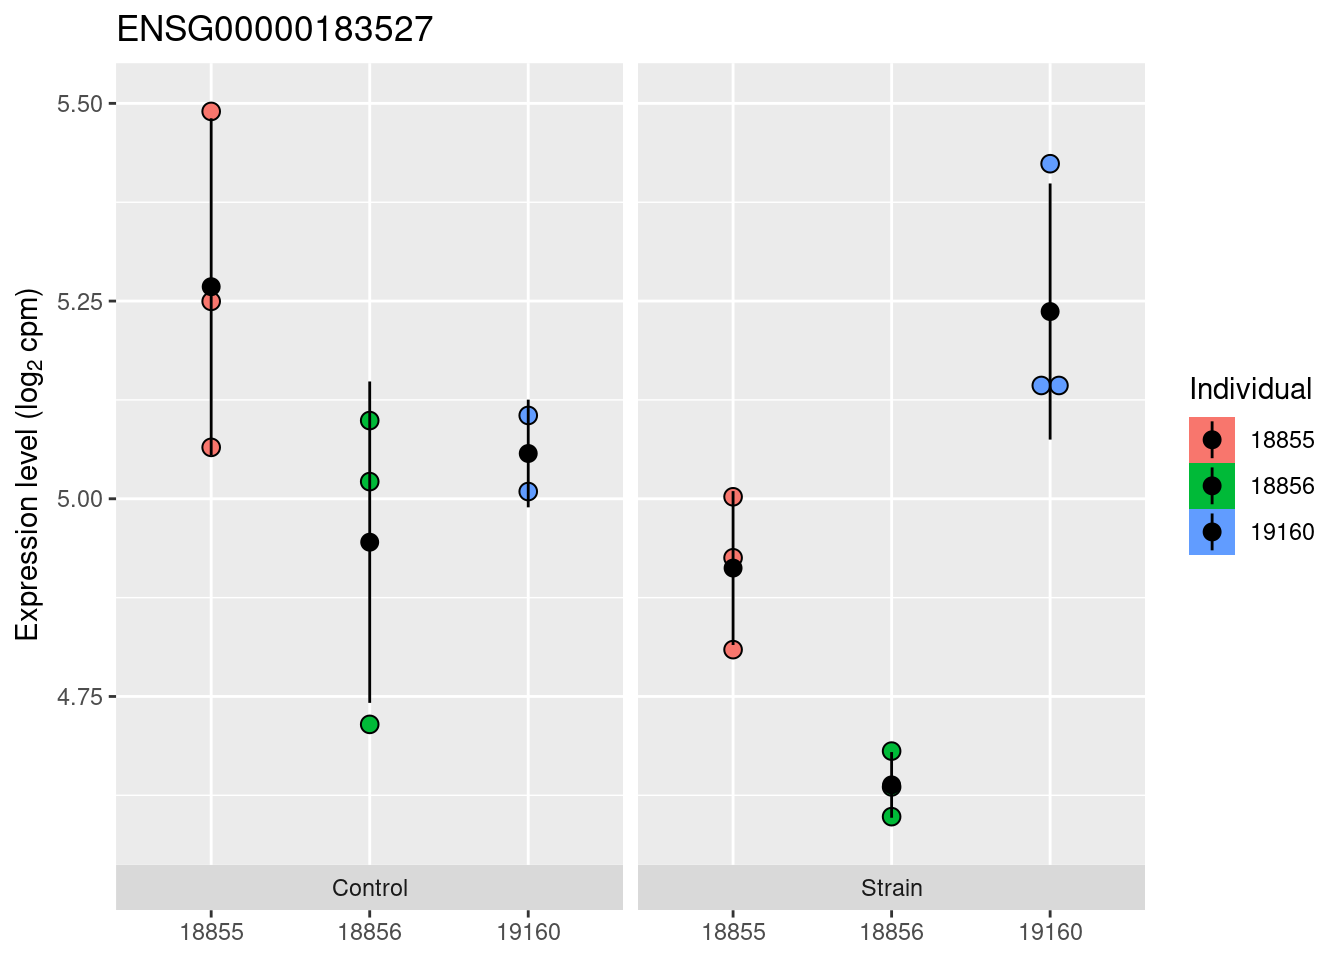 ENSG00000183527
Expression level (log2 cpm)
5.50
5.25
5.00
4.75
Control
Strain
18855
18856
19160
18855
18856
19160
Individual
18855
18856
19160